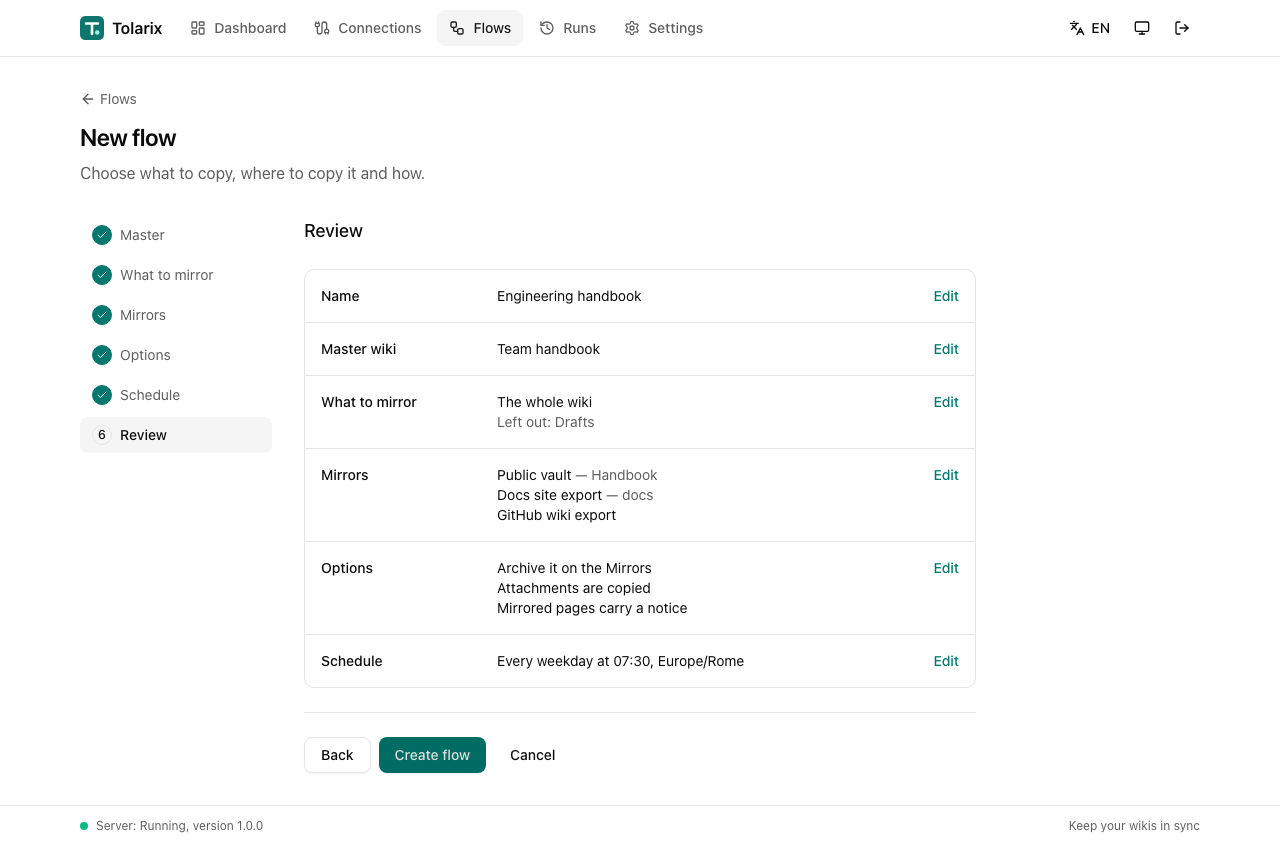 Tolarix
Dashboard
Connections
Flows
Runs
Settings
EN
Flows
New flow
Choose what to copy, where to copy it and how.
Master
What to mirror
Mirrors
Options
Schedule
6 Review
Review
Name
Engineering handbook
Edit
Master wiki
Team handbook
Edit
What to mirror
The whole wiki
Left out: Drafts
Edit
Mirrors
Public vault — Handbook
Docs site export — docs
GitHub wiki export
Edit
Options
Archive it on the Mirrors
Attachments are copied
Mirrored pages carry a notice
Edit
Schedule
Every weekday at 07:30, Europe/Rome
Edit
Back
Create flow
Cancel
Server: Running, version 1.0.0
Keep your wikis in sync